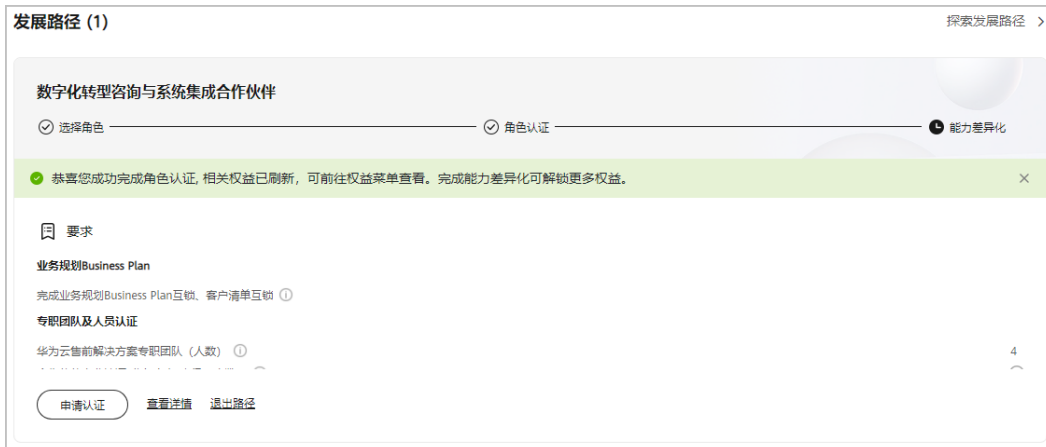 发展路径 (1)
探索发展路径
数字化转型咨询与系统集成合作伙伴
选择角色
角色认证
能力差异化
恭喜您成功完成角色认证, 相关权益已刷新，可前往权益菜单查看。完成能力差异化可解锁更多权益。
要求
业务规划Business Plan
完成业务规划Business Plan互锁、客户清单互锁
专职团队及人员认证
华为云售前解决方案专职团队（人数） 4
申请认证 查看详情 退出路径